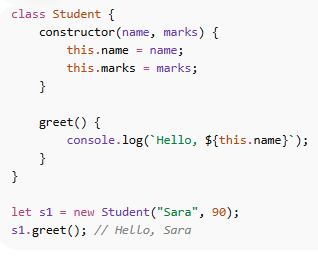 class Student {
    constructor(name, marks) {
        this.name = name;
        this.marks = marks;
    }

    greet() {
        console.log(`Hello, ${this.name}`);
    }
}

let s1 = new Student("Sara", 90);
s1.greet(); // Hello, Sara